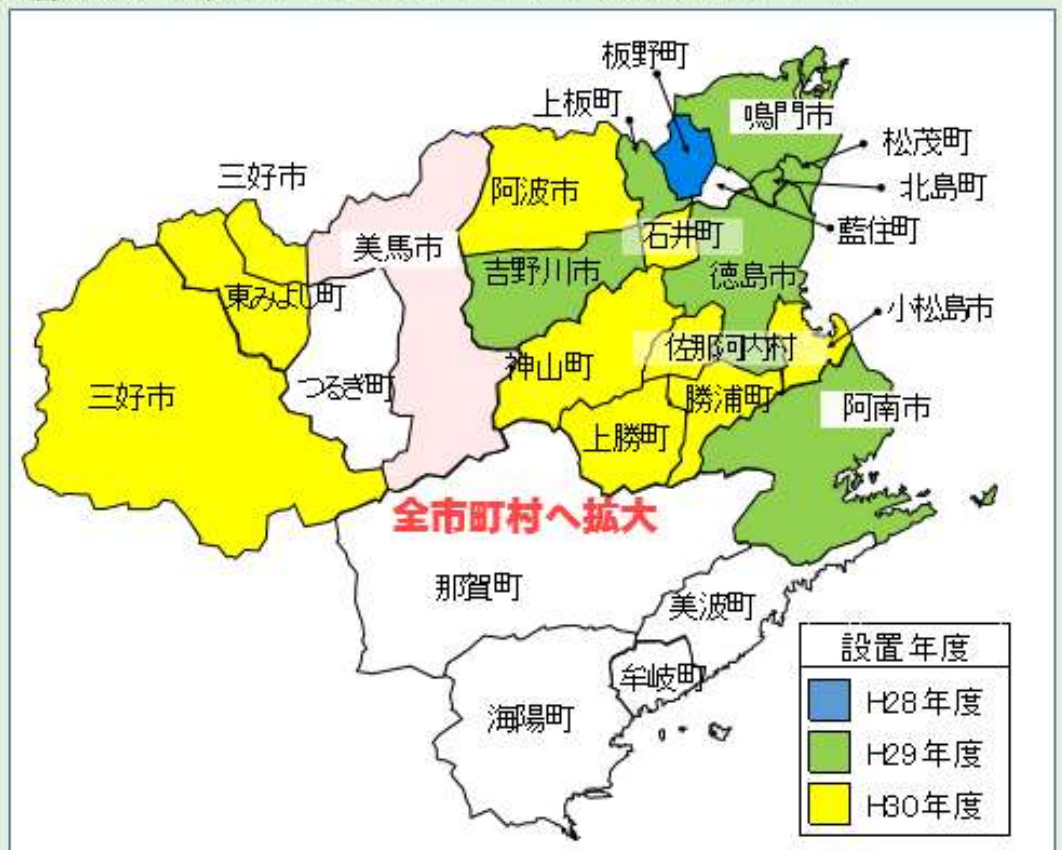 板野町
上板町
鳴門市
松茂町
三好市
阿波市
北島町
美馬市
石井町
藍住町
吉野川市
徳島市
東みよし町
小松島市
佐那河内村
神山町
つるぎ町
三好市
勝浦町
阿南市
上勝町
全市町村へ拡大
那賀町
美波町
牟岐町
海陽町
設置年度
H28年度
H29年度
H30年度